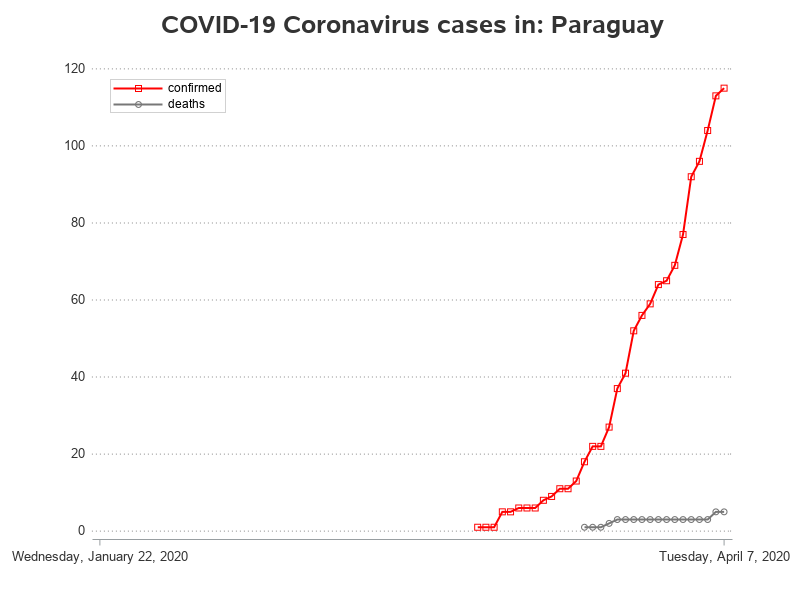 COVID-19 Coronavirus cases in: Paraguay
120
confirmed
deaths
100
80
60
40
20
0
Wednesday, January 22, 2020 Tuesday, April 7, 2020